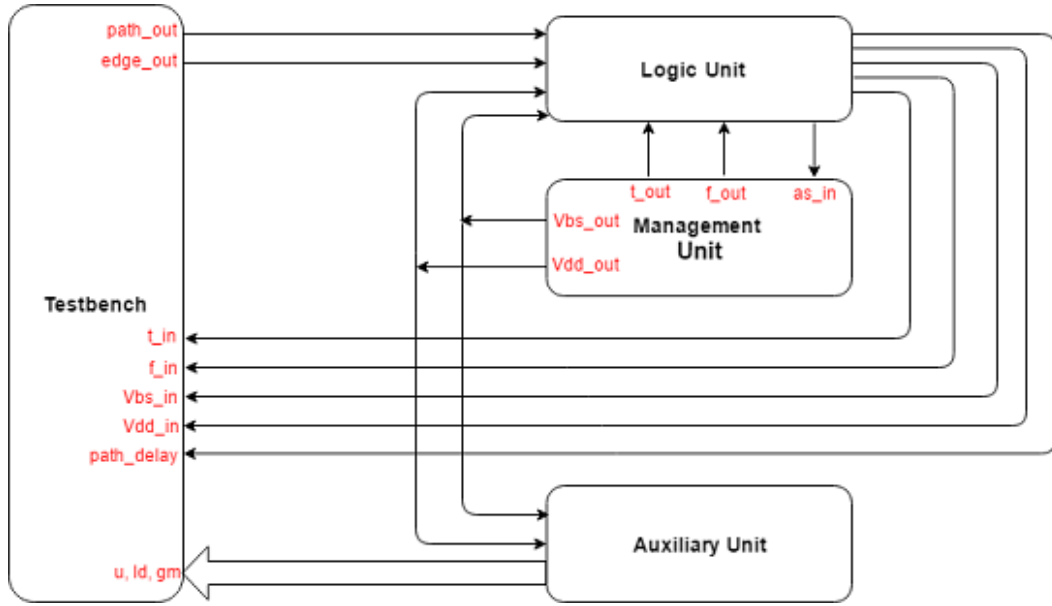 path_out
edge_out
Logic Unit
t_out
f_out
as_in
Vbs_out
Management
Unit
Vdd_out
Testbench
t_in
f_in
Vbs_in
Vdd_in
path_delay
Auxiliary Unit
u, Id, gm